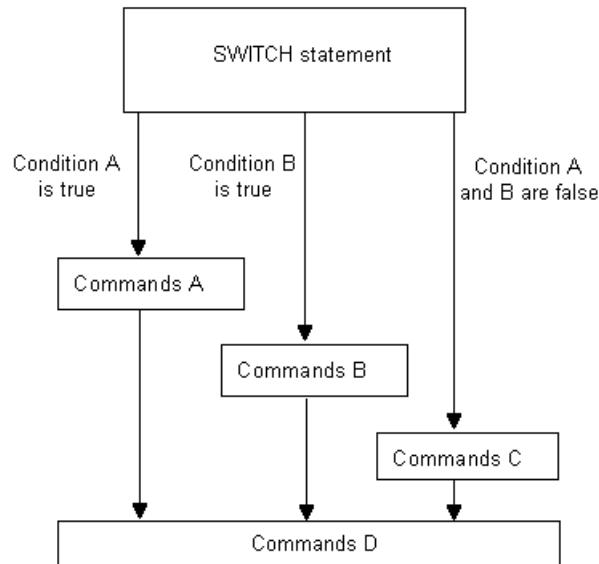 SWITCH statement
Condition A
is true
Condition B
is true
Condition A
and B are false
Commands A
Commands B
Commands C
Commands D